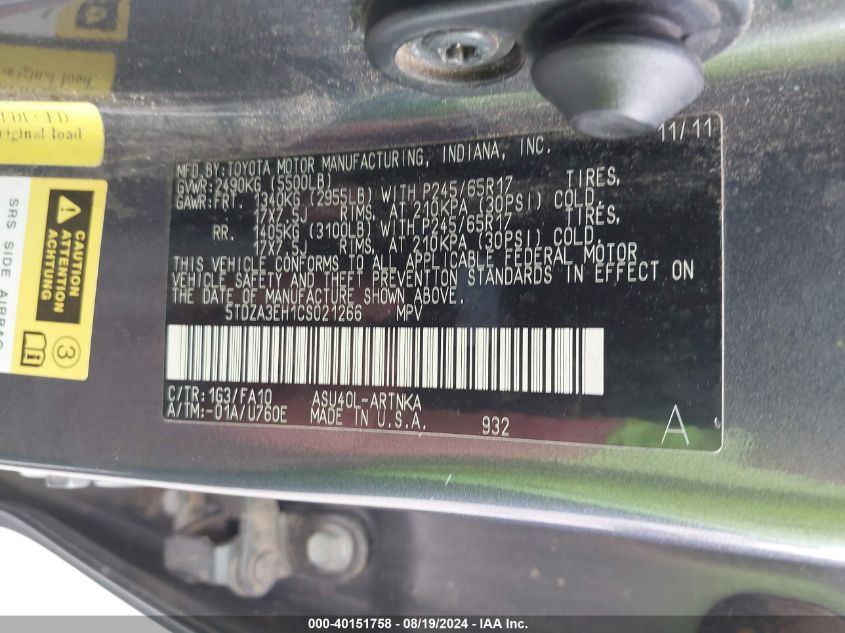 11/11
MFD.BY:TOYOTA MOTOR MANUFACTURING, INDIANA, INC.
GVWR:2490KG (5500LB)
GAWR:FRT. 1340KG (2955LB) WITH P245/65R17 TIRES,
17X7.5J RIMS, AT 210KPA (30PSI) COLD.
RR. 1405KG (3100LB) WITH P245/65R17 TIRES,
17X7.5J RIMS, AT 210KPA (30PSI) COLD.
THIS VEHICLE CONFORMS TO ALL APPLICABLE FEDERAL MOTOR
VEHICLE SAFETY AND THEFT PREVENTION STANDARDS IN EFFECT ON
THE DATE OF MANUFACTURE SHOWN ABOVE.
5TDZA3EH1CS021266 MPV
C/TR:1G3/FA10 ASU40L-ARTNKA
A/TM:-01A/U760E MADE IN U.S.A. 932 A
original load
CAUTION
ATTENTION
ACHTUNG
SRS SIDE AIRBAG
3
000-40151758 - 08/19/2024 - IAA Inc.